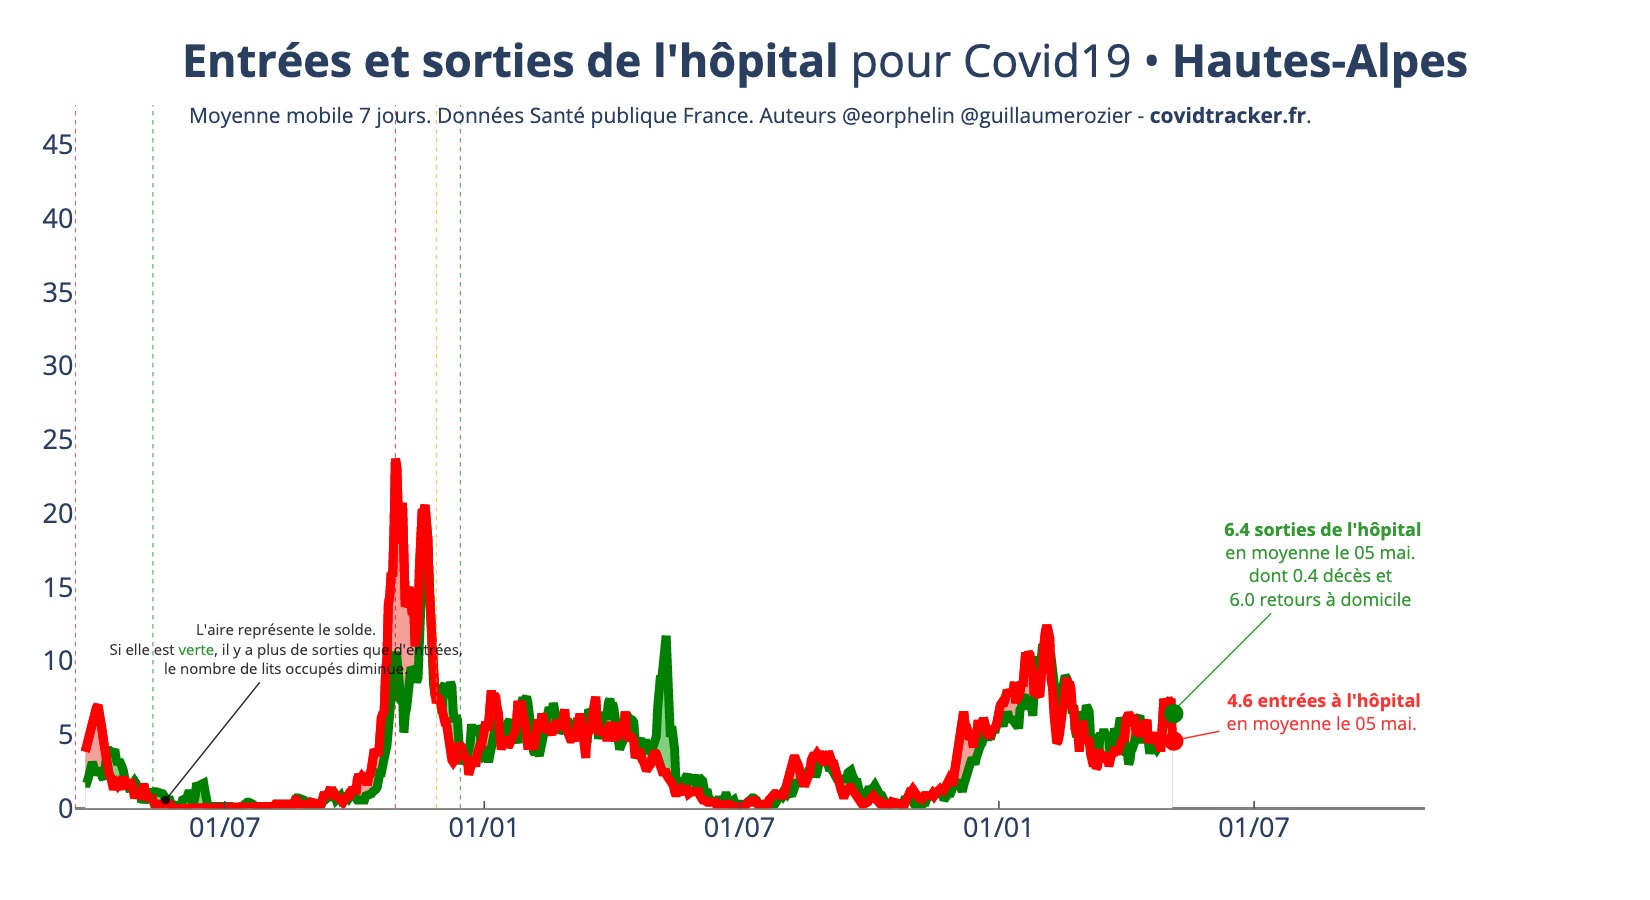 Entrées et sorties de l'hôpital pour Covid19 • Hautes-Alpes
Moyenne mobile 7 jours. Données Santé publique France. Auteurs @eorphelin @guillaumerozier - covidtracker.fr.
45
40
35
30
25
20
15
10
5
0
L'aire représente le solde.
Si elle est verte, il y a plus de sorties que d'entrées,
le nombre de lits occupés diminue.
6.4 sorties de l'hôpital
en moyenne le 05 mai.
dont 0.4 décès et
6.0 retours à domicile
4.6 entrées à l'hôpital
en moyenne le 05 mai.
01/07
01/01
01/07
01/01
01/07